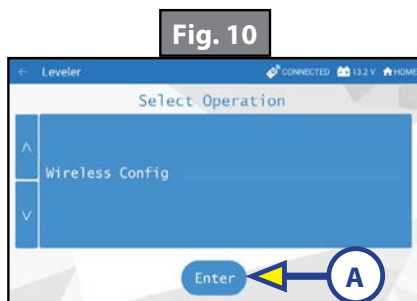 Fig. 10
← Leveler CONNECTED 13.2 V HOME
Select Operation
Wireless Config
Enter
A